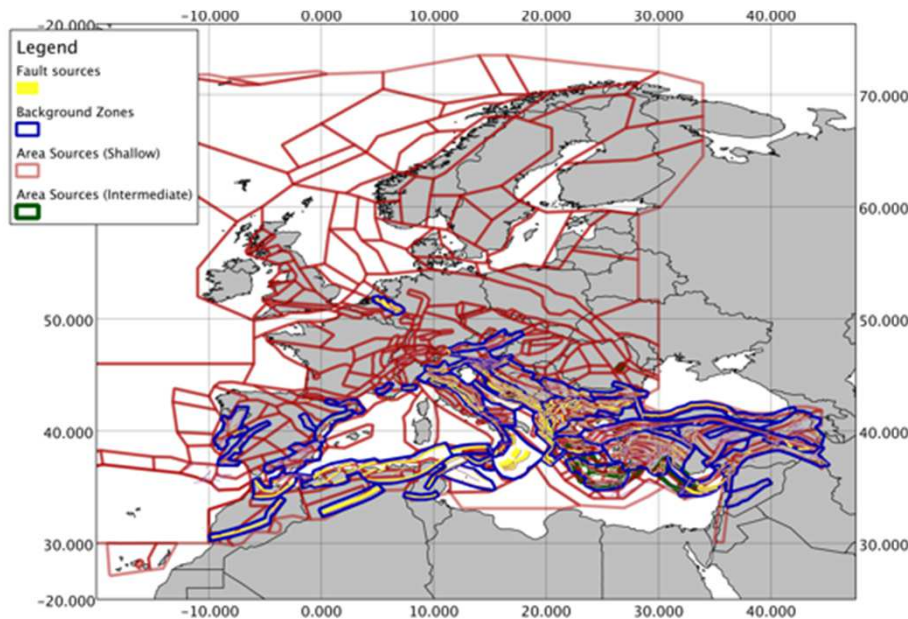 −20.000 −10.000 0.000 10.000 20.000 30.000 40.000
Legend
Fault sources
Background Zones
Area Sources (Shallow)
Area Sources (Intermediate)
70.000
60.000
50.000 50.000
40.000 40.000
30.000 30.000
−20.000 −10.000 0.000 10.000 20.000 30.000 40.000